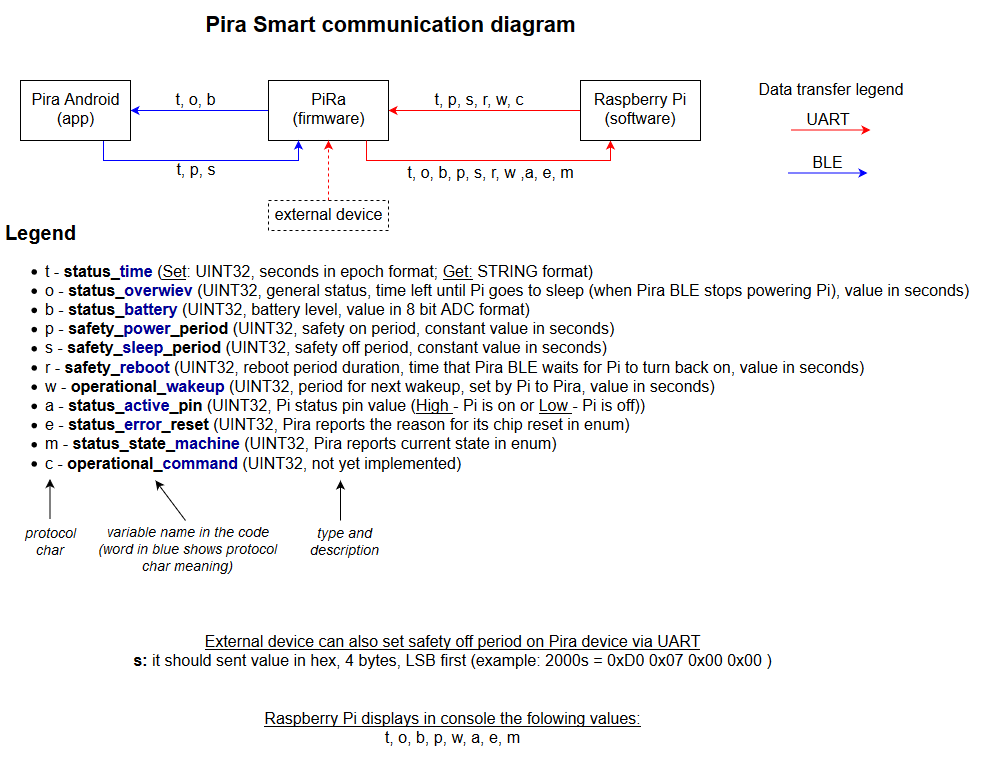 Pira Smart communication diagram
Pira Android
(app)
t, o, b
PiRa
(firmware)
t, p, s, r, w, c
Raspberry Pi
(software)
Data transfer legend
UART
BLE
t, p, s
t, o, b, p, s, r, w ,a, e, m
external device
Legend
t - status_time (Set: UINT32, seconds in epoch format; Get: STRING format)
o - status_overwiev (UINT32, general status, time left until Pi goes to sleep (when Pira BLE stops powering Pi), value in seconds)
b - status_battery (UINT32, battery level, value in 8 bit ADC format)
p - safety_power_period (UINT32, safety on period, constant value in seconds)
s - safety_sleep_period (UINT32, safety off period, constant value in seconds)
r - safety_reboot (UINT32, reboot period duration, time that Pira BLE waits for Pi to turn back on, value in seconds)
w - operational_wakeup (UINT32, period for next wakeup, set by Pi to Pira, value in seconds)
a - status_active_pin (UINT32, Pi status pin value (High - Pi is on or Low - Pi is off))
e - status_error_reset (UINT32, Pira reports the reason for its chip reset in enum)
m - status_state_machine (UINT32, Pira reports current state in enum)
c - operational_command (UINT32, not yet implemented)
protocol
char
variable name in the code
(word in blue shows protocol
char meaning)
type and
description
External device can also set safety off period on Pira device via UART
s: it should sent value in hex, 4 bytes, LSB first (example: 2000s = 0xD0 0x07 0x00 0x00 )
Raspberry Pi displays in console the folowing values:
t, o, b, p, w, a, e, m